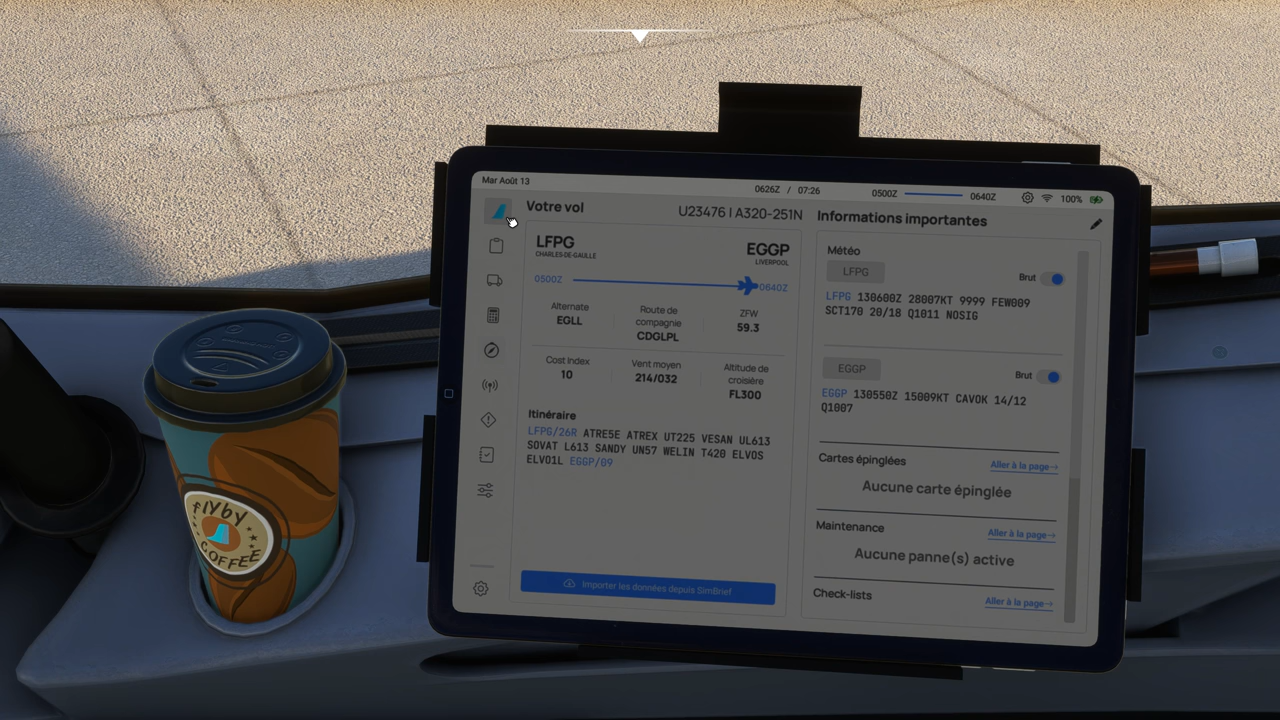 Mar Août 13
0626Z / 07:26
0500Z
0640Z
100%
Votre vol
U23476 | A320-251N
LFPG
CHARLES-DE-GAULLE
EGGP
LIVERPOOL
0500Z
0640Z
Alternate
EGLL
Route de
compagnie
CDGLPL
ZFW
59.3
Cost Index
10
Vent moyen
214/032
Altitude de
croisière
FL300
Itinéraire
LFPG/26R ATRE5E ATREX UT225 VESAN UL613
SOVAT L613 SANDY UN57 WELIN T420 ELVOS
ELVO1L EGGP/09
Importer les données depuis SimBrief
Informations importantes
Météo
LFPG
Brut
LFPG 130600Z 28007KT 9999 FEW009
SCT170 20/18 Q1011 NOSIG
EGGP
Brut
EGGP 130550Z 15009KT CAVOK 14/12
Q1007
Cartes épinglées
Aller à la page
Aucune carte épinglée
Maintenance
Aller à la page
Aucune panne(s) active
Check-lists
Aller à la page
flyby
COFFEE